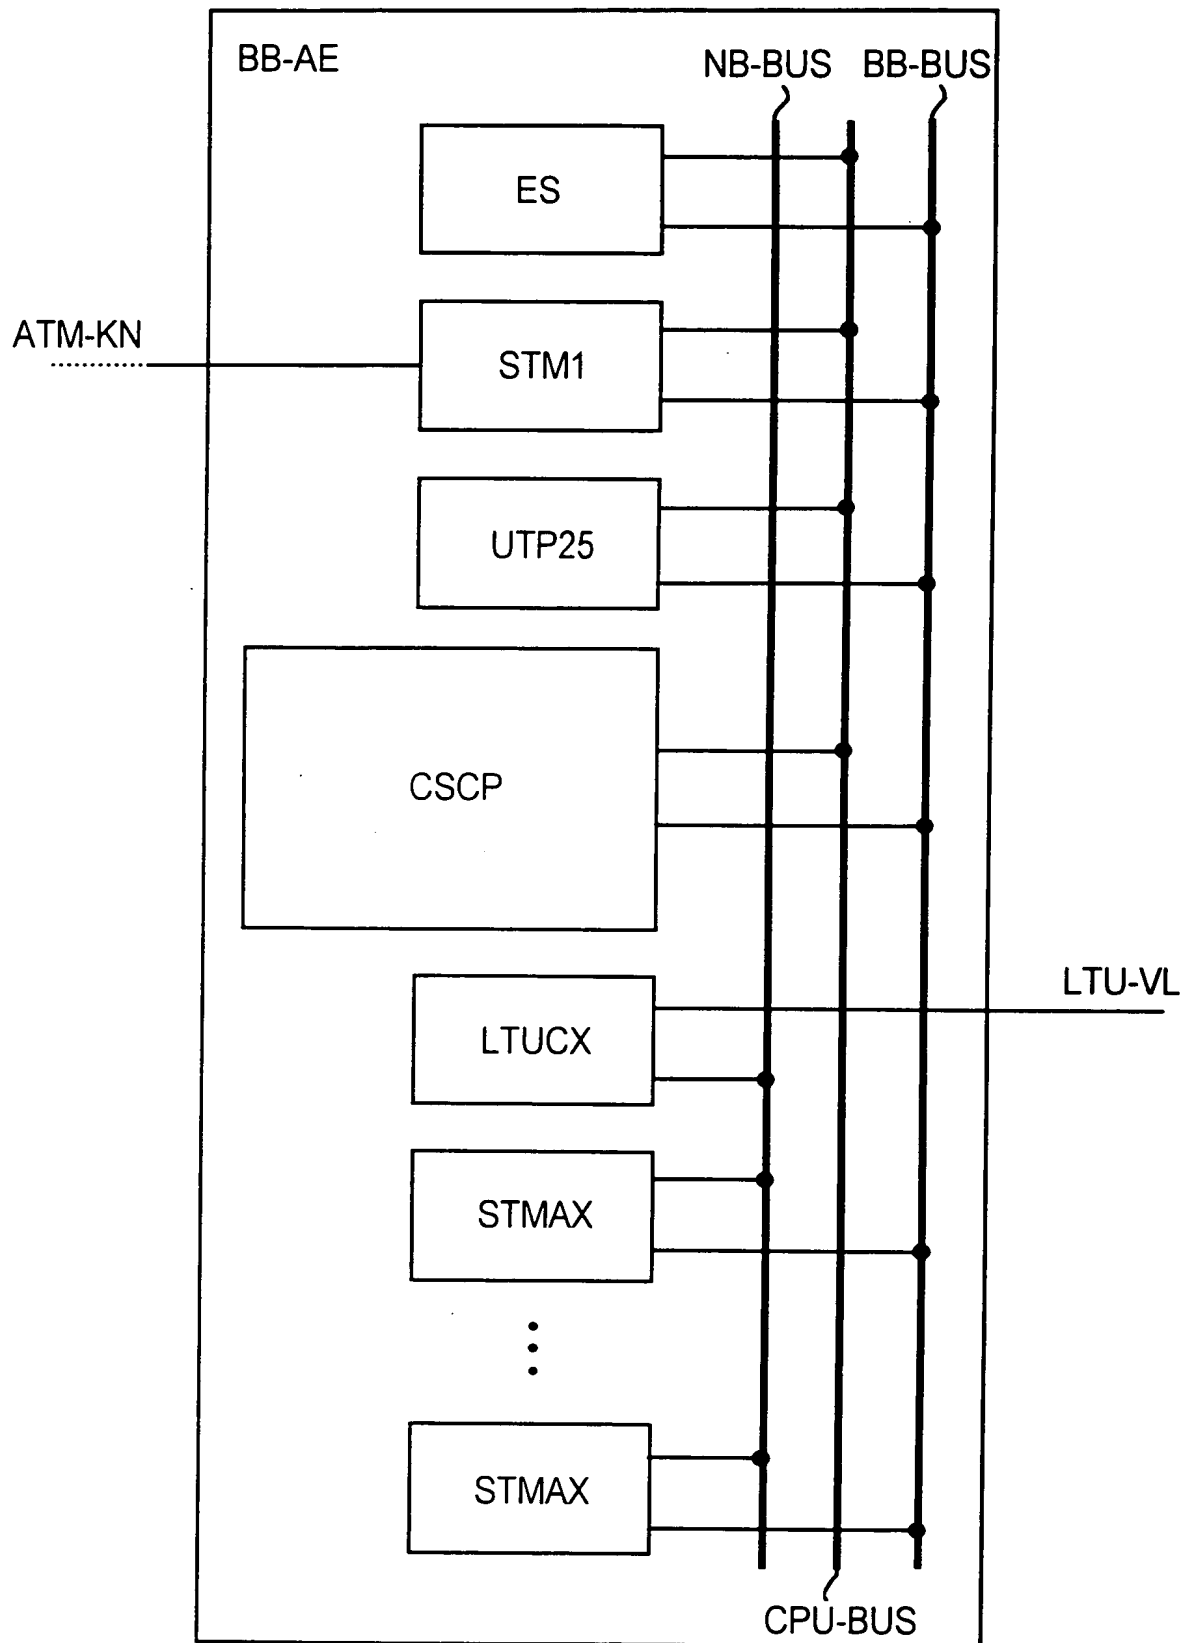 BB-AE
NB-BUS
BB-BUS
ES
ATM-KN
STM1
UTP25
CSCP
LTU-VL
LTUCX
STMAX
STMAX
CPU-BUS